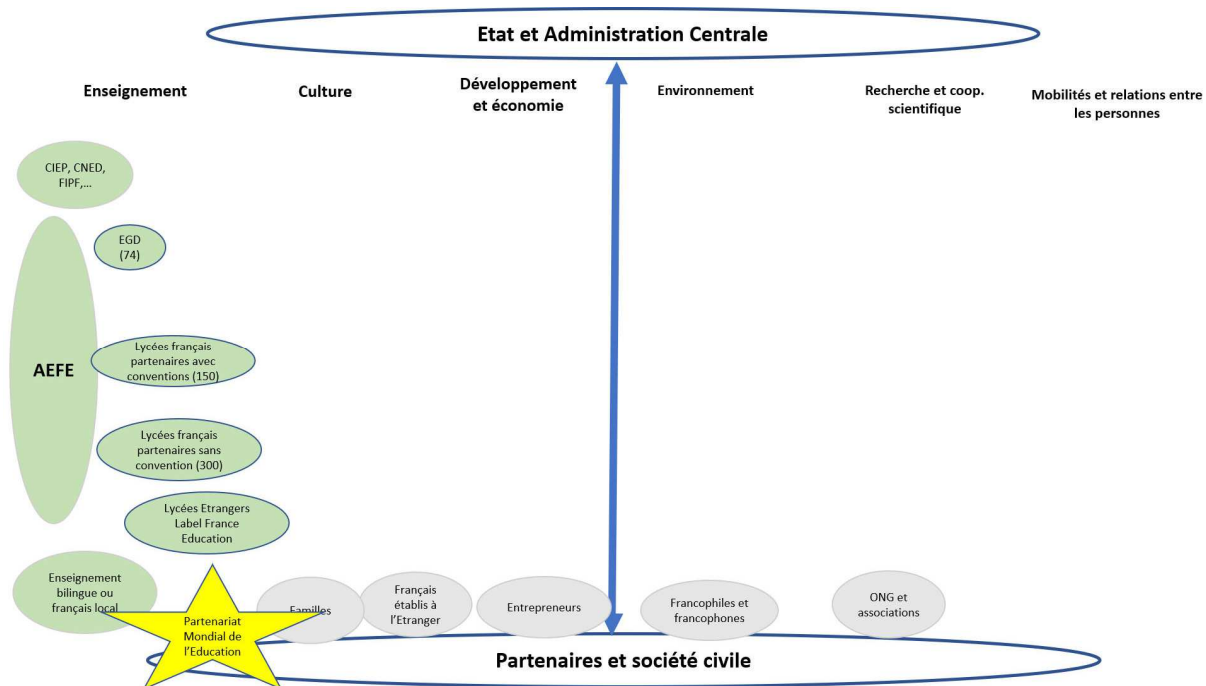 Etat et Administration Centrale
Enseignement
Culture
Développement
et économie
Environnement
Recherche et coop.
scientifique
Mobilités et relations entre
les personnes
CIEP, CNED,
FIPF,...
EGD
(74)
AEFE
Lycées français
partenaires avec
conventions (150)
Lycées français
partenaires sans
convention (300)
Lycées Etrangers
Label France
Education
Enseignement
bilingue ou
français local
Partenariat
Mondial de
l'Education
Familles
Français
établis à
l'Etranger
Entrepreneurs
Francophiles et
francophones
ONG et
associations
Partenaires et société civile